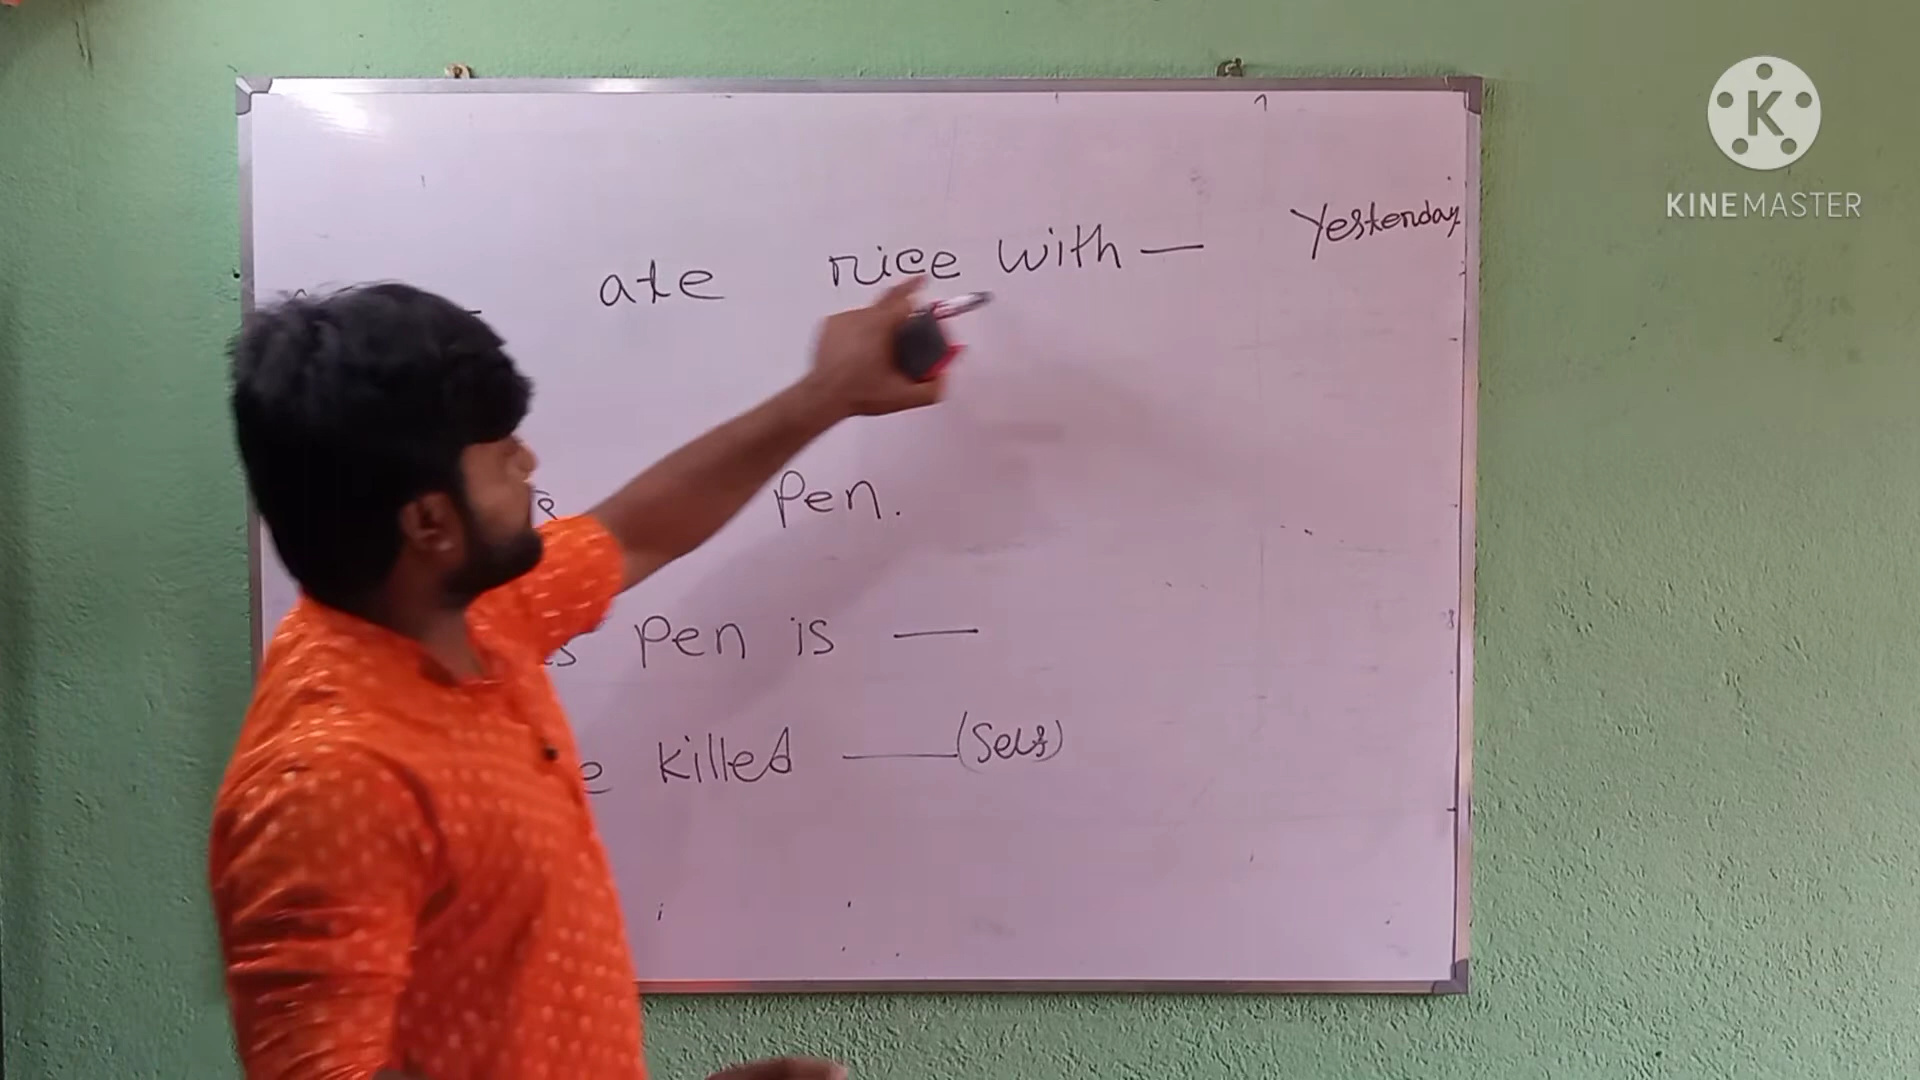 ate rice with — Yesterday
Pen.
Pen is —
killed — (Self)
K
KINEMASTER